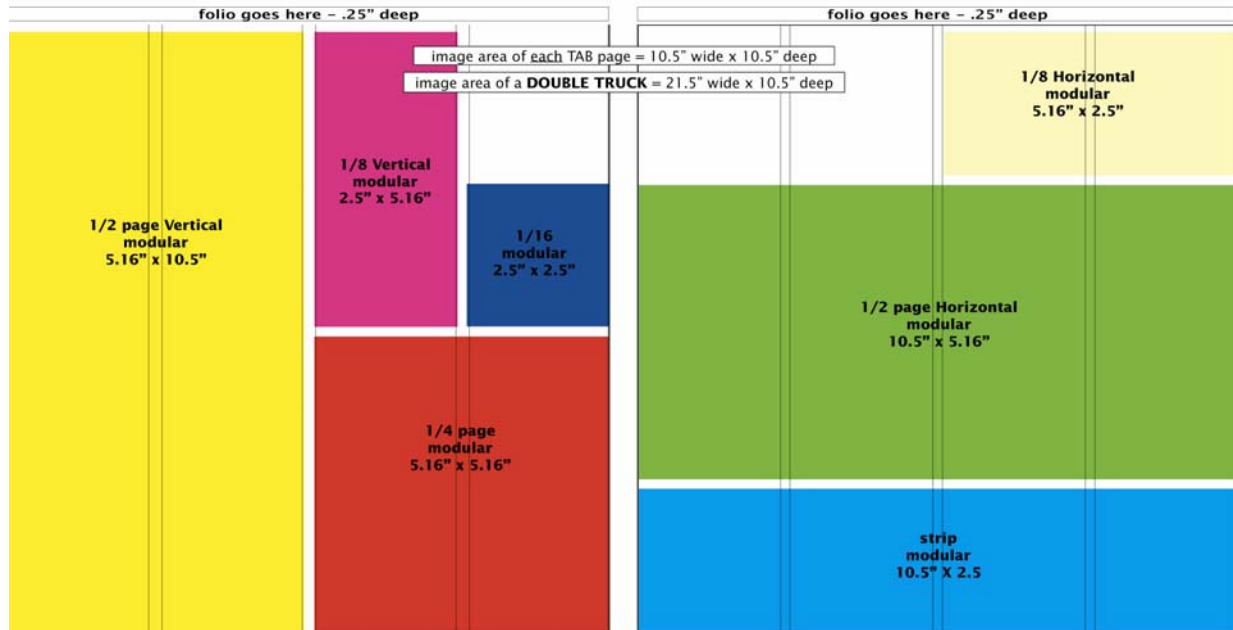 folio goes here – .25” deep
folio goes here – .25” deep
image area of each TAB page = 10.5” wide x 10.5” deep
image area of a DOUBLE TRUCK = 21.5” wide x 10.5” deep
1/2 page Vertical
modular
5.16” x 10.5”
1/8 Vertical
modular
2.5” x 5.16”
1/16
modular
2.5” x 2.5”
1/4 page
modular
5.16” x 5.16”
1/8 Horizontal
modular
5.16” x 2.5”
1/2 page Horizontal
modular
10.5” x 5.16”
strip
modular
10.5” X 2.5